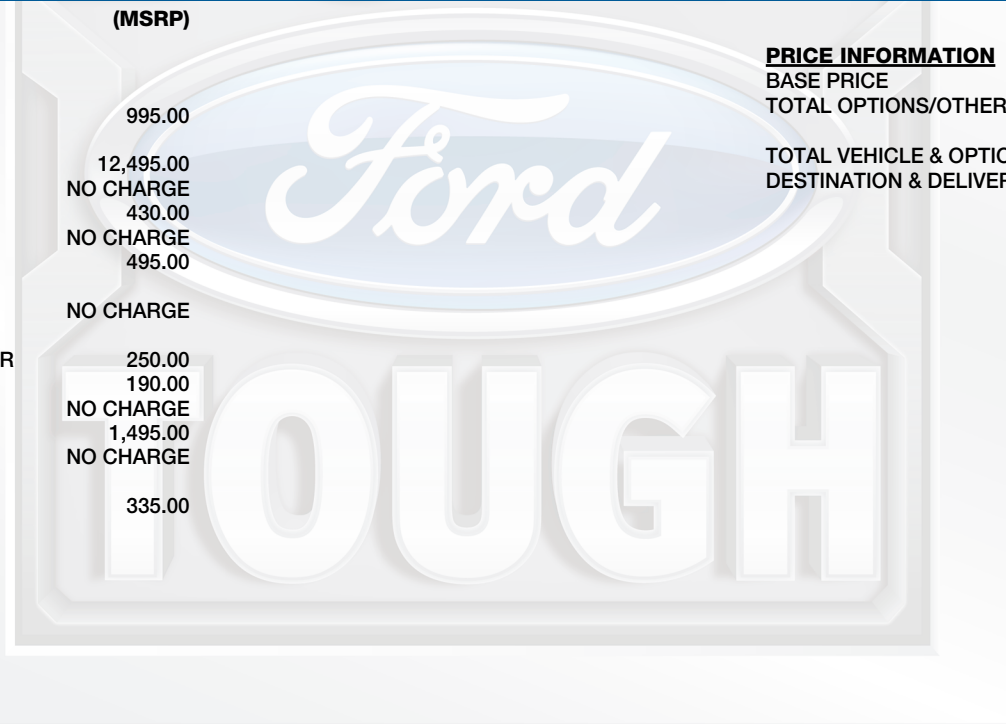 (MSRP)
995.00
12,495.00
NO CHARGE
430.00
NO CHARGE
495.00
NO CHARGE
R 250.00
190.00
NO CHARGE
1,495.00
NO CHARGE
335.00
PRICE INFORMATION
BASE PRICE
TOTAL OPTIONS/OTHER
TOTAL VEHICLE & OPTIO
DESTINATION & DELIVER
Ford
TOUGH